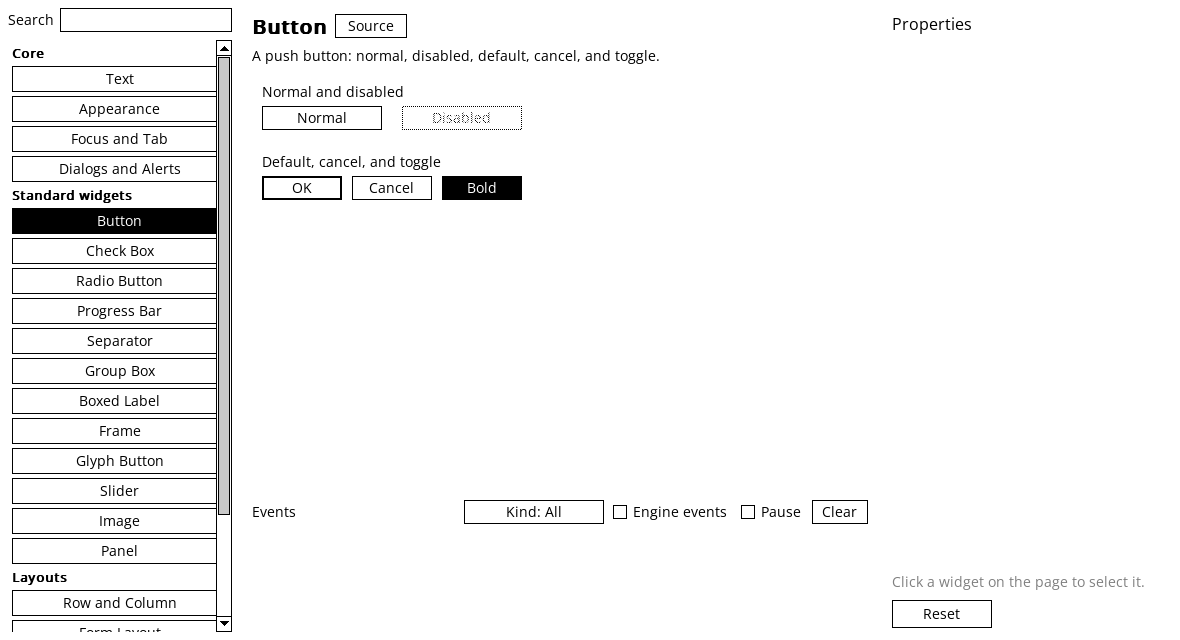 Search
Core
Text
Appearance
Focus and Tab
Dialogs and Alerts
Standard widgets
Button
Check Box
Radio Button
Progress Bar
Separator
Group Box
Boxed Label
Frame
Glyph Button
Slider
Image
Panel
Layouts
Row and Column
Form Layout
Button Source
A push button: normal, disabled, default, cancel, and toggle.
Normal and disabled
Normal Disabled
Default, cancel, and toggle
OK Cancel Bold
Events Kind: All Engine events Pause Clear
Properties
Click a widget on the page to select it.
Reset